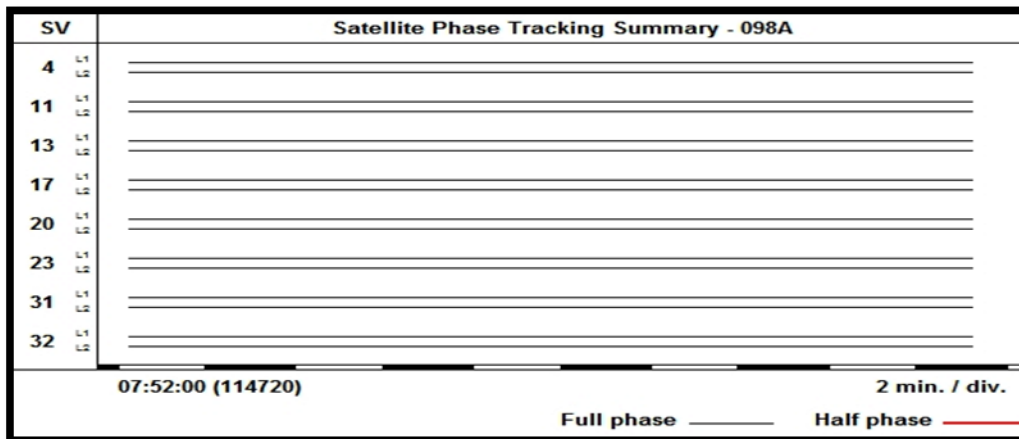 SV Satellite Phase Tracking Summary - 098A
4 L1
L2
11 L1
L2
13 L1
L2
17 L1
L2
20 L1
L2
23 L1
L2
31 L1
L2
32 L1
L2
07:52:00 (114720) 2 min. / div.
Full phase Half phase